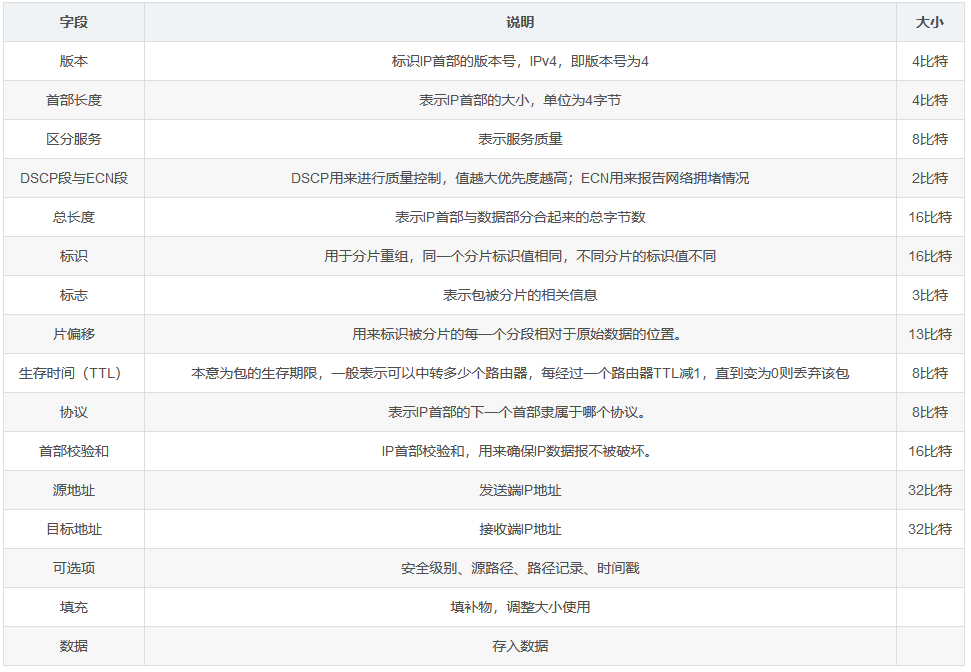 字段 说明 大小
版本 标识IP首部的版本号，IPv4，即版本号为4 4比特
首部长度 表示IP首部的大小，单位为4字节 4比特
区分服务 表示服务质量 8比特
DSCP段与ECN段 DSCP用来进行质量控制，值越大优先度越高；ECN用来报告网络拥堵情况 2比特
总长度 表示IP首部与数据部分合起来的总字节数 16比特
标识 用于分片重组，同一个分片标识值相同，不同分片的标识值不同 16比特
标志 表示包被分片的相关信息 3比特
片偏移 用来标识被分片的每一个分段相对于原始数据的位置。 13比特
生存时间（TTL） 本意为包的生存期限，一般表示可以中转多少个路由器，每经过一个路由器TTL减1，直到变为0则丢弃该包 8比特
协议 表示IP首部的下一个首部隶属于哪个协议。 8比特
首部校验和 IP首部校验和，用来确保IP数据报不被破坏。 16比特
源地址 发送端IP地址 32比特
目标地址 接收端IP地址 32比特
可选项 安全级别、源路径、路径记录、时间戳
填充 填补物，调整大小使用
数据 存入数据